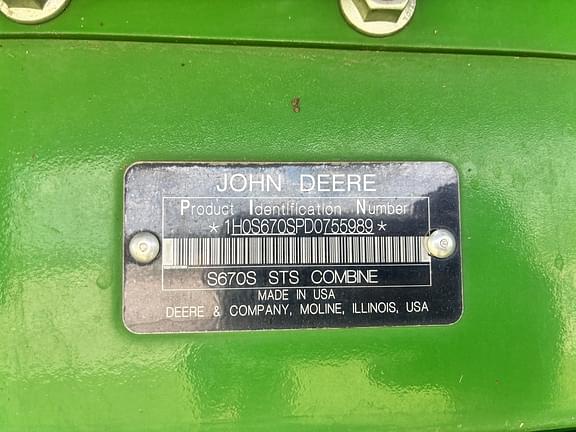 JOHN DEERE
Product Identification Number
*1H0S670SPD0755989*
S670S STS COMBINE
MADE IN USA
DEERE & COMPANY, MOLINE, ILLINOIS, USA